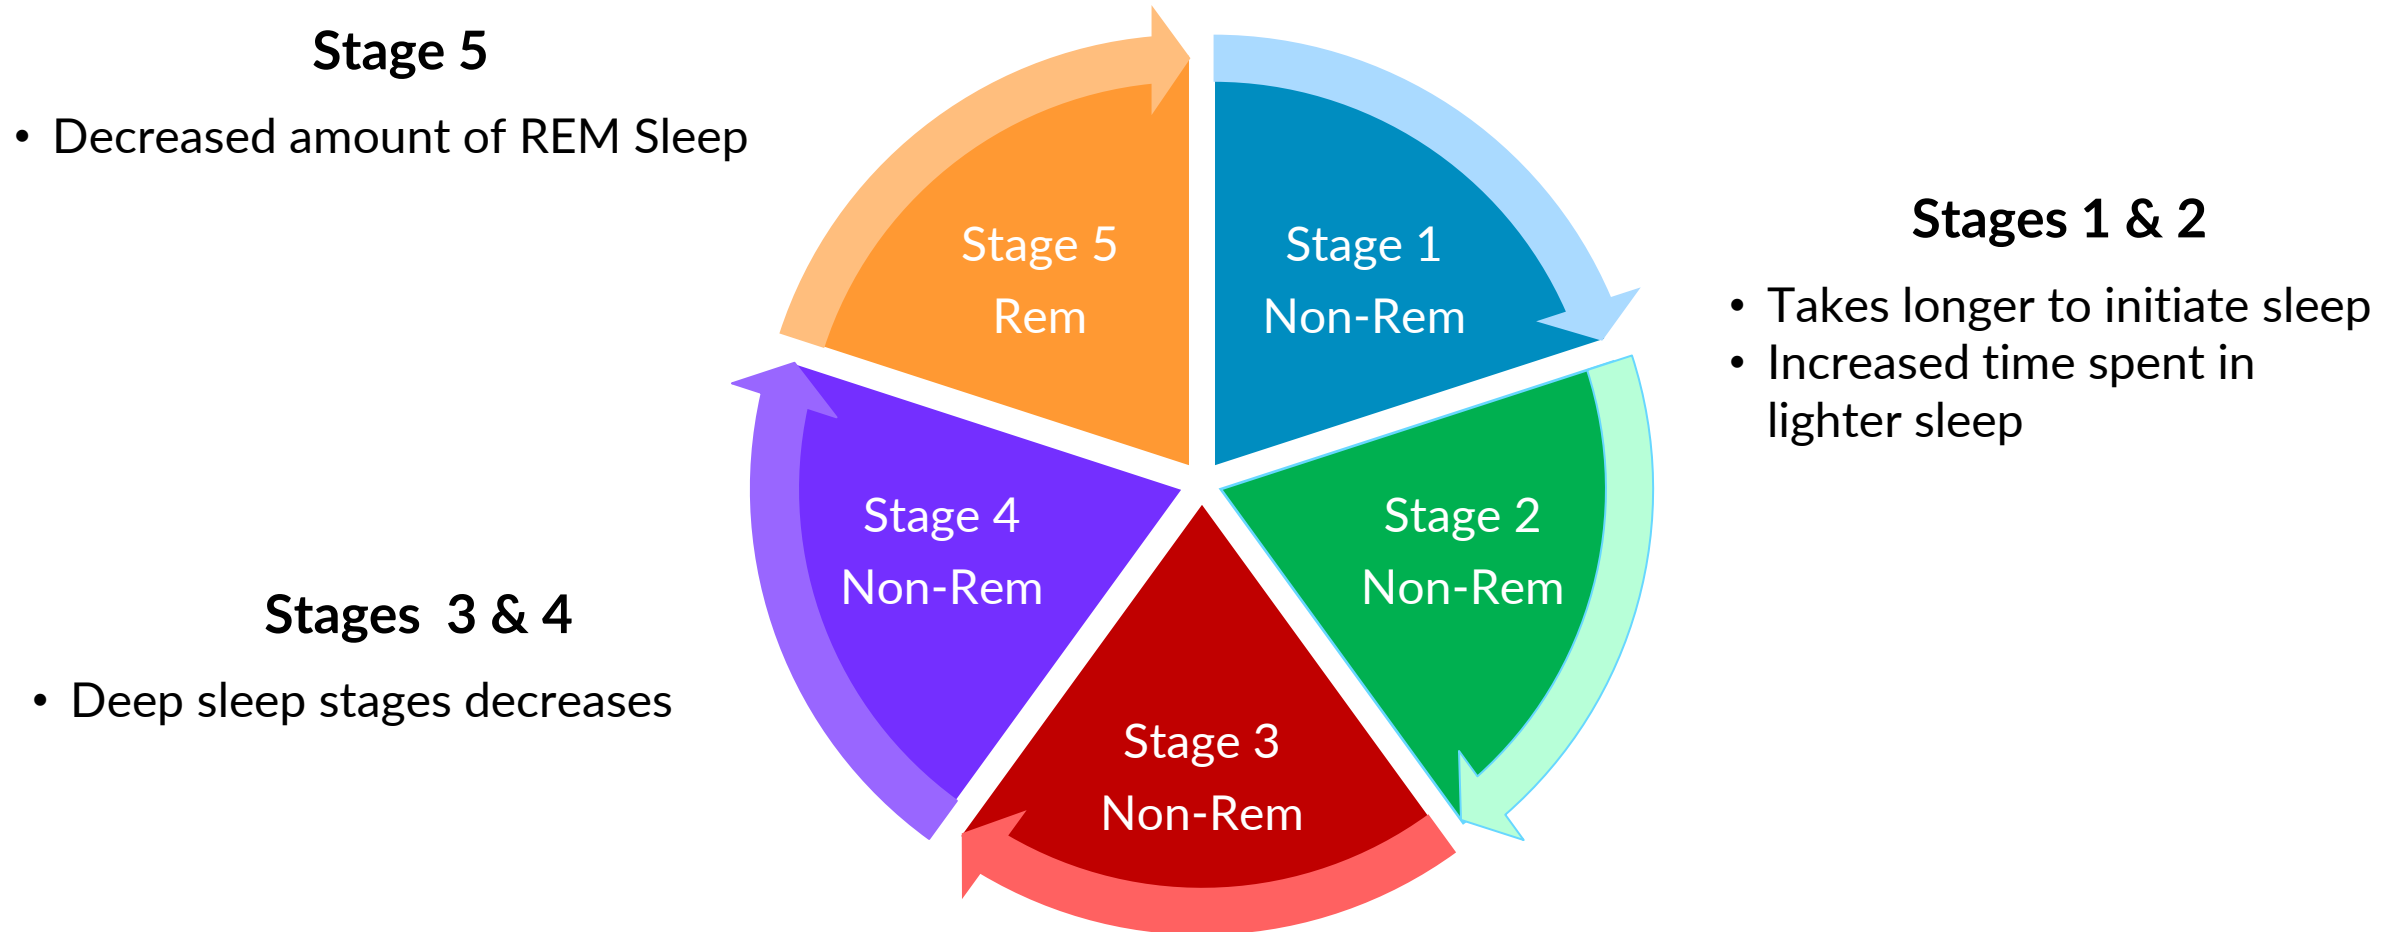 Stage 5
• Decreased amount of REM Sleep
Stage 5
Rem
Stage 1
Non-Rem
Stages 1 & 2
• Takes longer to initiate sleep
• Increased time spent in
lighter sleep
Stage 4
Non-Rem
Stage 2
Non-Rem
Stages  3 & 4
• Deep sleep stages decreases
Stage 3
Non-Rem